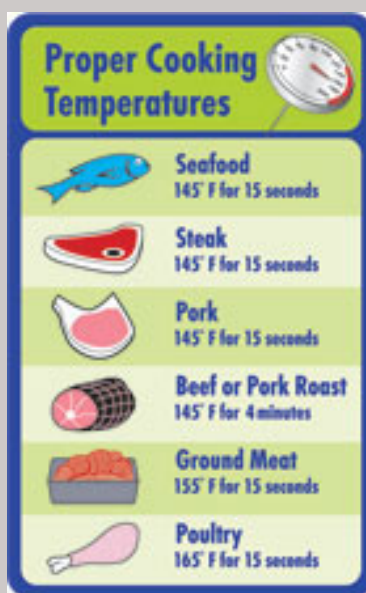 Proper Cooking
Temperatures
Seafood
145° F for 15 seconds
Steak
145° F for 15 seconds
Pork
145° F for 15 seconds
Beef or Pork Roast
145° F for 4 minutes
Ground Meat
155° F for 15 seconds
Poultry
165° F for 15 seconds